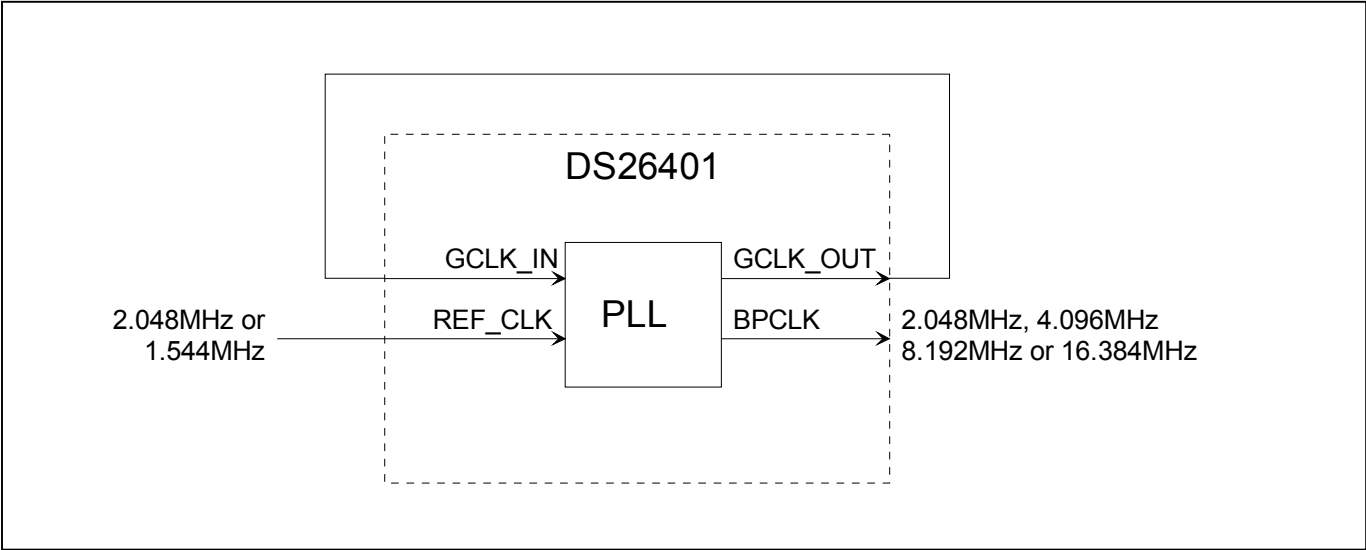 DS26401
GCLK_IN
GCLK_OUT
2.048MHz or
1.544MHz
REF_CLK
PLL
BPCLK
2.048MHz, 4.096MHz
8.192MHz or 16.384MHz